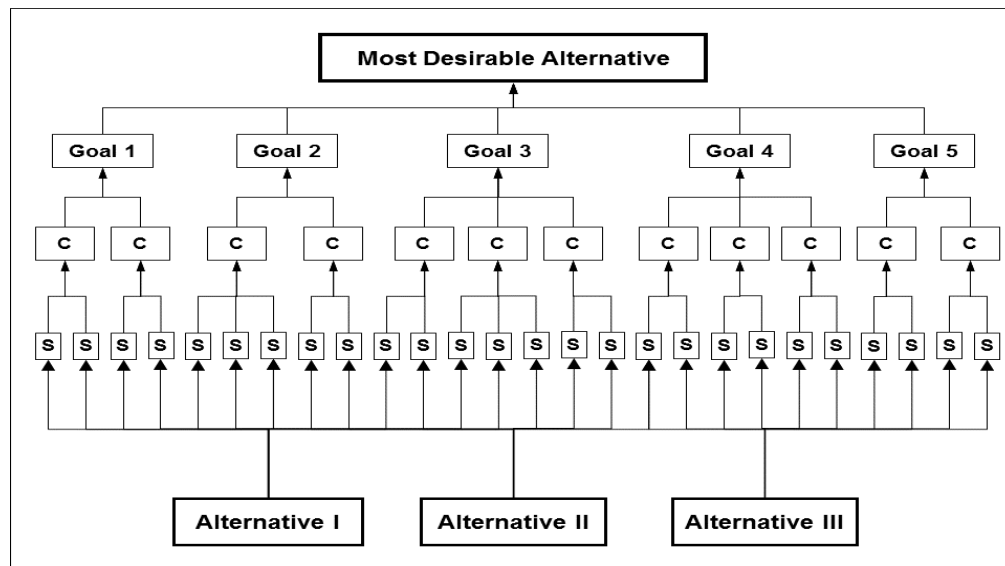 Most Desirable Alternative
Goal 1 Goal 2 Goal 3 Goal 4 Goal 5
C C C C C C C C C C C C
S S S S S S S S S S S S S S S S S S S S S S S S S S
Alternative I Alternative II Alternative III